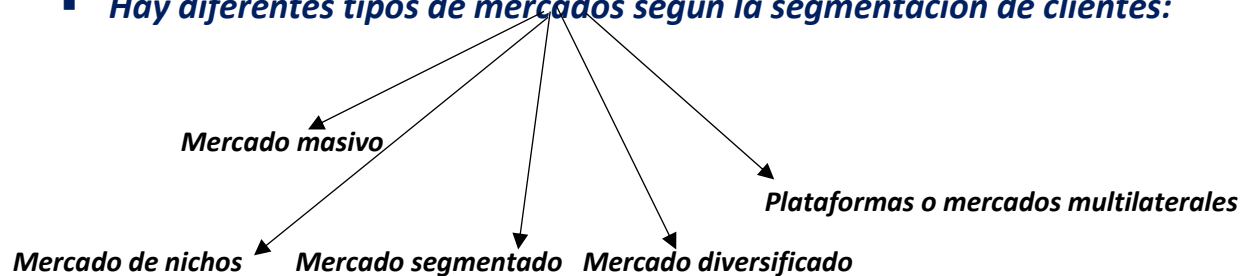 ▪ Hay diferentes tipos de mercados según la segmentación de clientes:
Mercado masivo
Plataformas o mercados multilaterales
Mercado de nichos Mercado segmentado Mercado diversificado